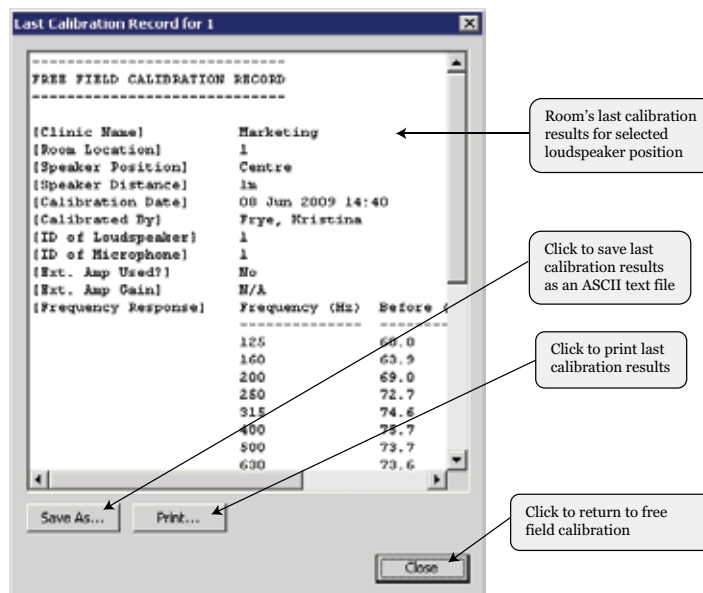 Last Calibration Record for 1
------------------------------
FREE FIELD CALIBRATION RECORD
------------------------------
[Clinic Name] Marketing
[Room Location] 1
[Speaker Position] Centre
[Speaker Distance] 1m
[Calibration Date] 08 Jun 2009 14:40
[Calibrated By] Frye, Kristina
[ID of Loudspeaker] 1
[ID of Microphone] 1
[Ext. Amp Used?] No
[Ext. Amp Gain] N/A
[Frequency Response] Frequency (Hz) Before (
125
160 63.9
200 69.0
250 72.7
315 74.6
400
500 73.7
630 73.6
Save As...
Print...
Close
Room's last calibration
results for selected
loudspeaker position
Click to save last
calibration results
as an ASCII text file
Click to print last
calibration results
Click to return to free
field calibration